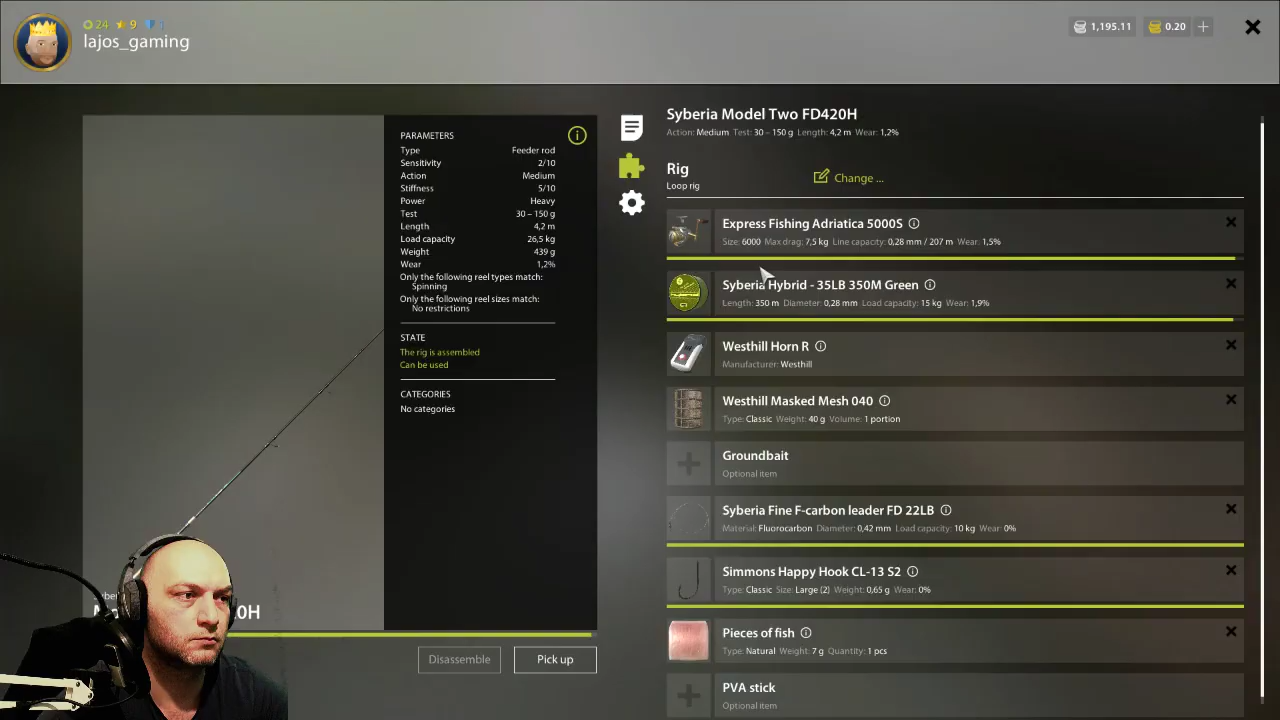 24 9 1
lajos_gaming
1,195.11
0.20
PARAMETERS
Type Feeder rod
Sensitivity 2/10
Action Medium
Stiffness 5/10
Power Heavy
Test 30 – 150 g
Length 4,2 m
Load capacity 26,5 kg
Weight 439 g
Wear 1,2%
Only the following reel types match:
Spinning
Only the following reel sizes match:
No restrictions
STATE
The rig is assembled
Can be used
CATEGORIES
No categories
0H
Disassemble
Pick up
Syberia Model Two FD420H
Action: Medium Test: 30 – 150 g Length: 4,2 m Wear: 1,2%
Rig
Loop rig
Change ...
Express Fishing Adriatica 5000S
Size: 6000 Max drag: 7,5 kg Line capacity: 0,28 mm / 207 m Wear: 1,5%
Syberia Hybrid - 35LB 350M Green
Length: 350 m Diameter: 0,28 mm Load capacity: 15 kg Wear: 1,9%
Westhill Horn R
Manufacturer: Westhill
Westhill Masked Mesh 040
Type: Classic Weight: 40 g Volume: 1 portion
Groundbait
Optional item
Syberia Fine F-carbon leader FD 22LB
Material: Fluorocarbon Diameter: 0,42 mm Load capacity: 10 kg Wear: 0%
Simmons Happy Hook CL-13 S2
Type: Classic Size: Large (2) Weight: 0,65 g Wear: 0%
Pieces of fish
Type: Natural Weight: 7 g Quantity: 1 pcs
PVA stick
Optional item